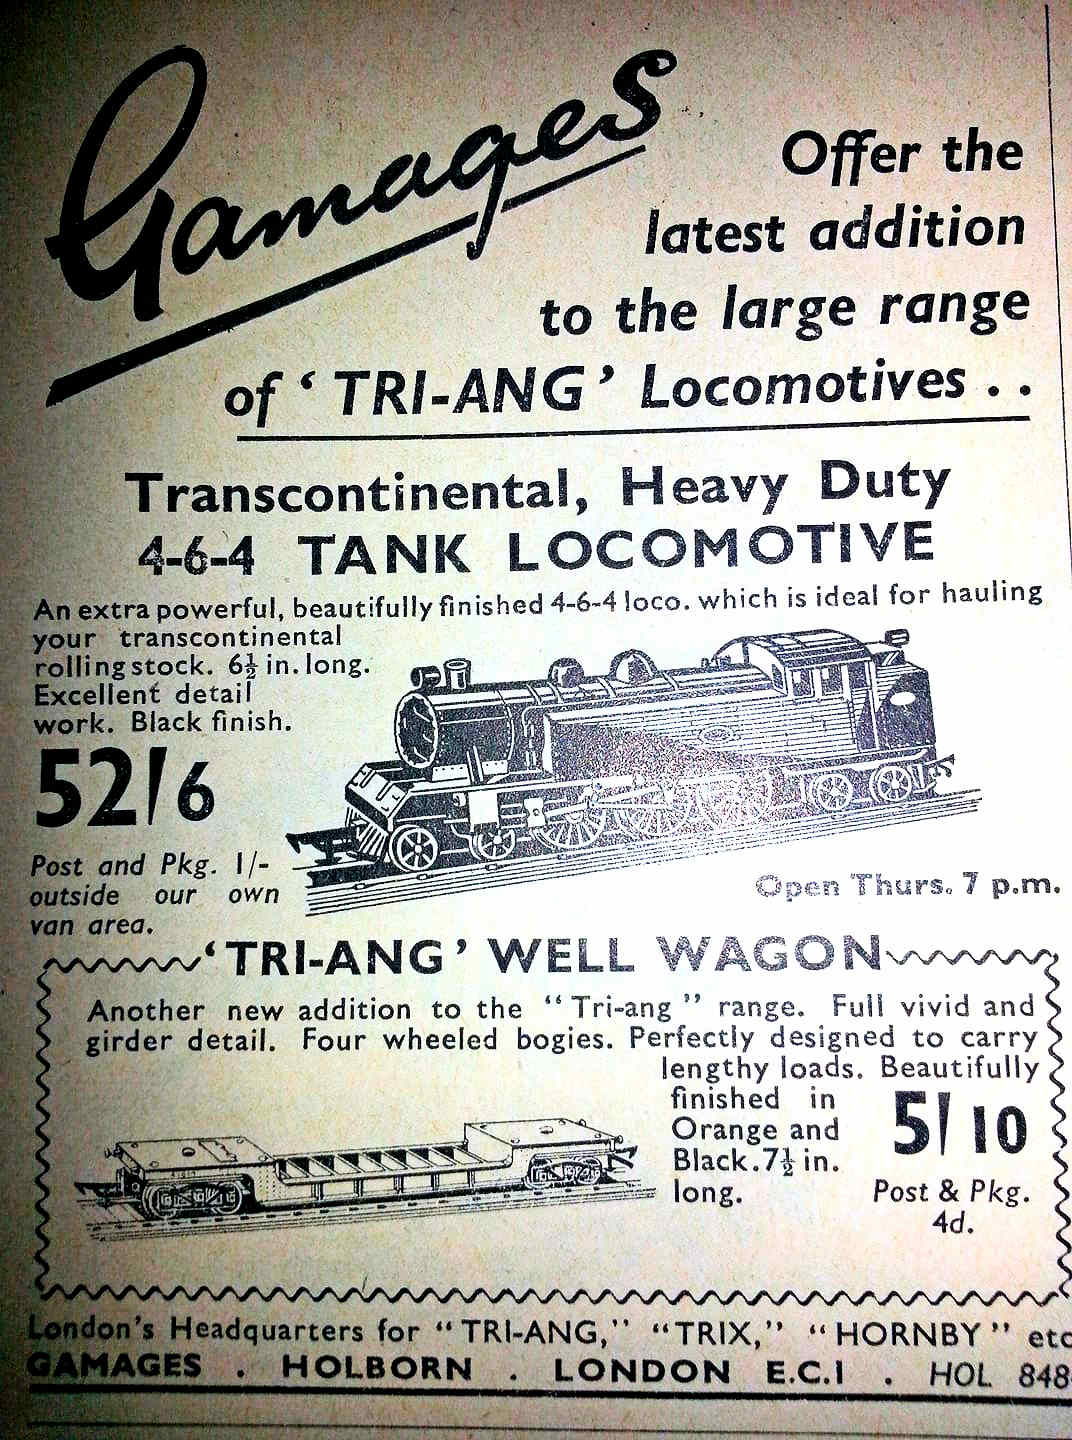 Gamages
Offer the
latest addition
to the large range
of ‘ TRI-ANG ’ Locomotives . .
Transcontinental, Heavy Duty
4-6-4 TANK LOCOMOTIVE
An extra powerful, beautifully finished 4-6-4 loco. which is ideal for hauling
your transcontinental
rolling stock. 6½ in. long.
Excellent detail
work. Black finish.
52/6
Post and Pkg. 1/-
outside our own
van area.
Open Thurs. 7 p.m.
‘ TRI-ANG ’ WELL WAGON
Another new addition to the “ Tri-ang ” range. Full vivid and
girder detail. Four wheeled bogies. Perfectly designed to carry
lengthy loads. Beautifully
finished in
Orange and
Black. 7½ in.
long.
5/10
Post & Pkg.
4d.
London's Headquarters for “ TRI-ANG,” “ TRIX,” “ HORNBY ” etc
GAMAGES . HOLBORN . LONDON E.C.1 . HOL 848